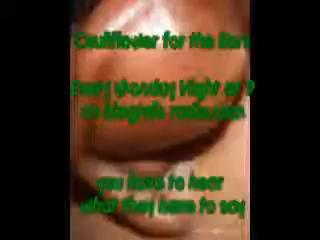 Cauliflower for the Ears
Every Monday Night at 9
on blogtalk radio.com
you have to hear
what they have to say